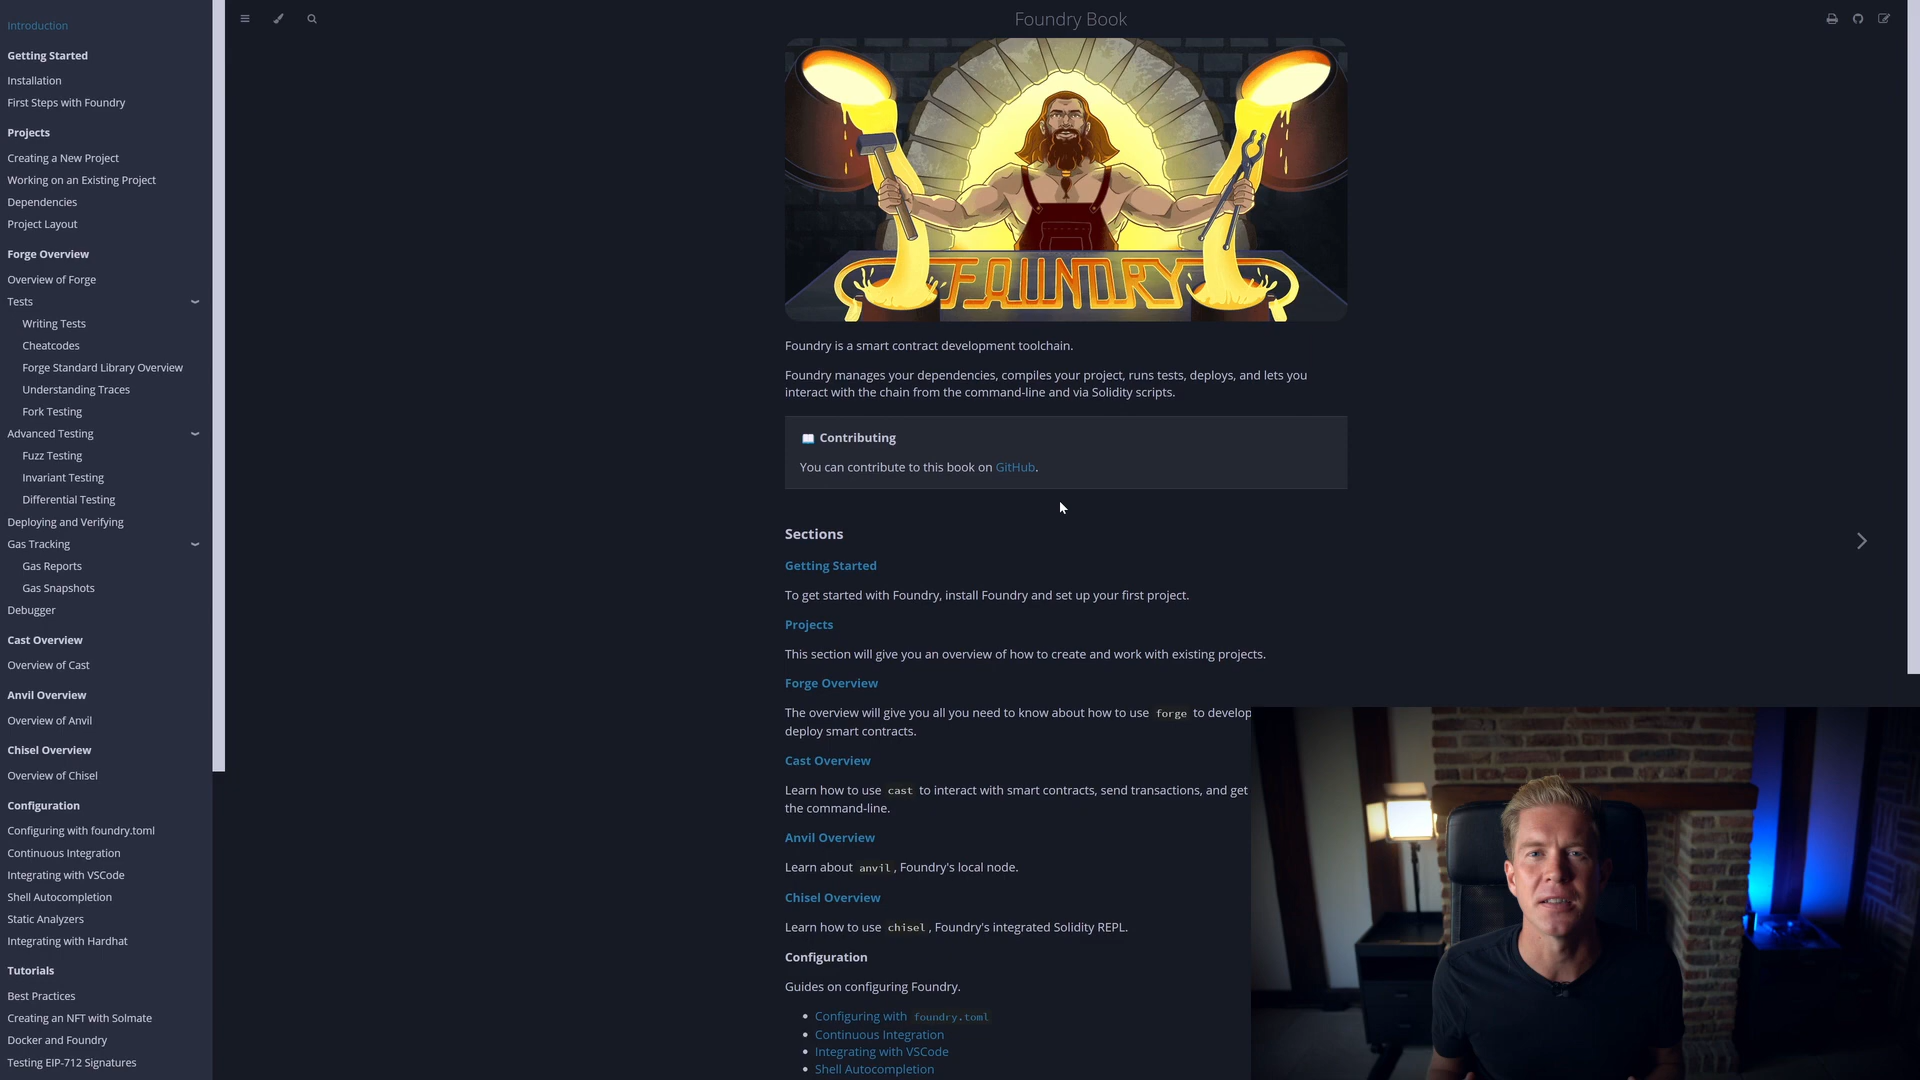 Introduction
Getting Started
Installation
First Steps with Foundry
Projects
Creating a New Project
Working on an Existing Project
Dependencies
Project Layout
Forge Overview
Overview of Forge
Tests
Writing Tests
Cheatcodes
Forge Standard Library Overview
Understanding Traces
Fork Testing
Advanced Testing
Fuzz Testing
Invariant Testing
Differential Testing
Deploying and Verifying
Gas Tracking
Gas Reports
Gas Snapshots
Debugger
Cast Overview
Overview of Cast
Anvil Overview
Overview of Anvil
Chisel Overview
Overview of Chisel
Configuration
Configuring with foundry.toml
Continuous Integration
Integrating with VSCode
Shell Autocompletion
Static Analyzers
Integrating with Hardhat
Tutorials
Best Practices
Creating an NFT with Solmate
Docker and Foundry
Testing EIP-712 Signatures
Foundry Book
FOUNDRY
Foundry is a smart contract development toolchain.
Foundry manages your dependencies, compiles your project, runs tests, deploys, and lets you
interact with the chain from the command-line and via Solidity scripts.
Contributing
You can contribute to this book on GitHub.
Sections
Getting Started
To get started with Foundry, install Foundry and set up your first project.
Projects
This section will give you an overview of how to create and work with existing projects.
Forge Overview
The overview will give you all you need to know about how to use forge to develop
deploy smart contracts.
Cast Overview
Learn how to use cast to interact with smart contracts, send transactions, and get
the command-line.
Anvil Overview
Learn about anvil, Foundry's local node.
Chisel Overview
Learn how to use chisel, Foundry's integrated Solidity REPL.
Configuration
Guides on configuring Foundry.
• Configuring with foundry.toml
• Continuous Integration
• Integrating with VSCode
• Shell Autocompletion